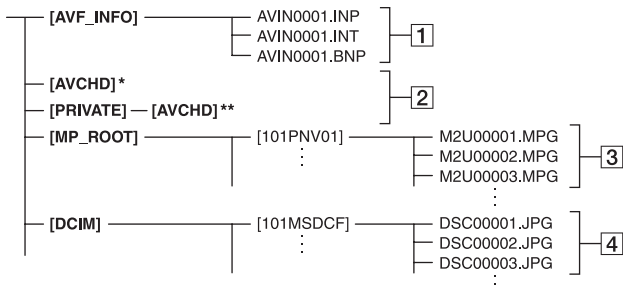 [AVF_INFO] AVIN0001.INP
AVIN0001.INT 1
AVIN0001.BNP
[AVCHD]*
2
[PRIVATE] [AVCHD]**
[MP_ROOT] [101PNV01] M2U00001.MPG
M2U00002.MPG 3
M2U00003.MPG
[DCIM] [101MSDCF] DSC00001.JPG
DSC00002.JPG 4
DSC00003.JPG